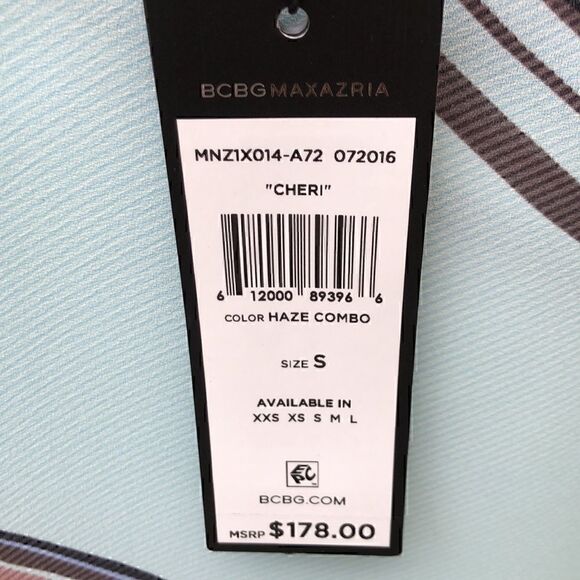 BCBGMAXAZRIA
MNZ1X014-A72 072016
"CHERI"
6 12000 89396 6
COLOR HAZE COMBO
SIZE S
AVAILABLE IN
XXS XS S M L
BCBG.COM
MSRP $178.00